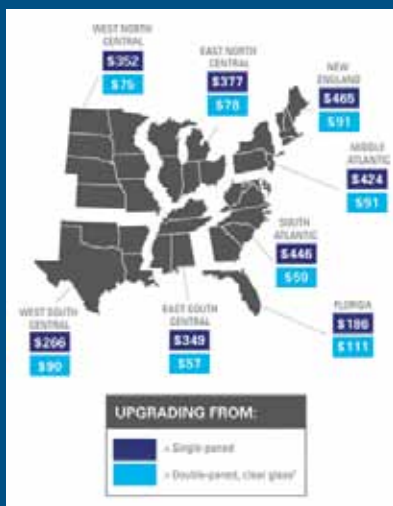 WEST NORTH
CENTRAL
$352
$75
EAST NORTH
CENTRAL
$377
$78
NEW
ENGLAND
$465
$91
MIDDLE
ATLANTIC
$424
$91
SOUTH
ATLANTIC
$446
$59
FLORIDA
$186
$111
EAST SOUTH
CENTRAL
$349
$57
WEST SOUTH
CENTRAL
$266
$90
UPGRADING FROM:
= Single-paned
= Double-paned, clear glass*